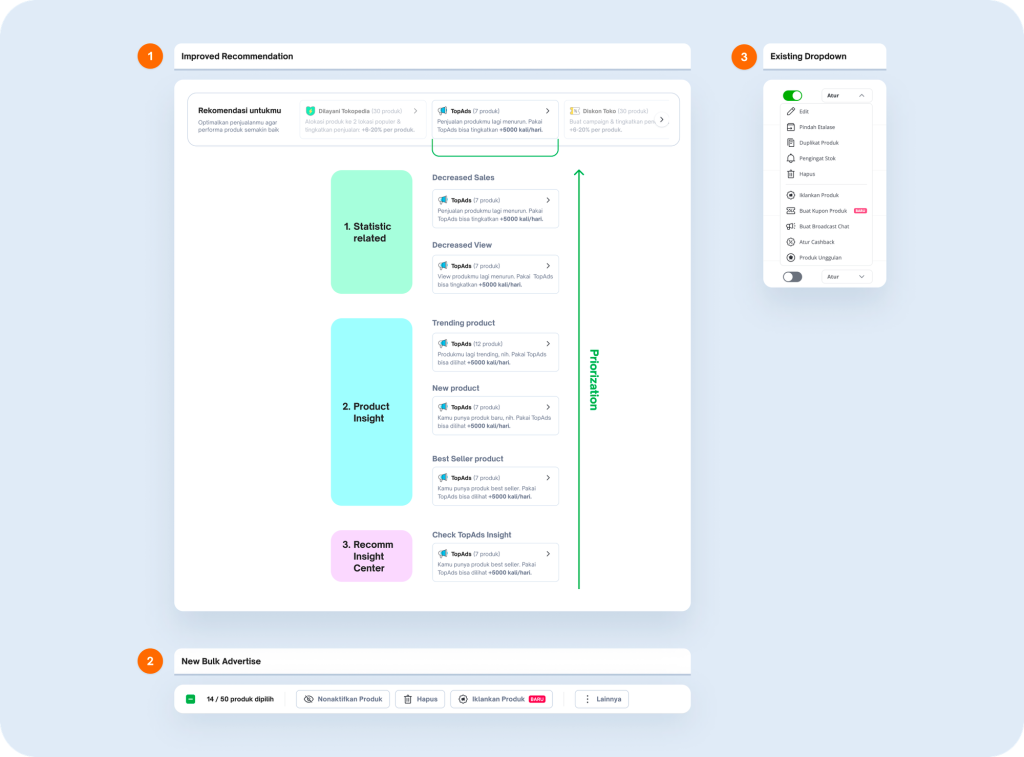 1
Improved Recommendation
Rekomendasi untukmu
Optimalkan penjualanmu agar
performa produk semakin baik
Dilayani Tokopedia (30 produk)
Alokasi produk ke 2 lokasi populer &
tingkatkan penjualan: +6-20% per produk.
TopAds (7 produk)
Penjualan produkmu lagi menurun. Pakai
TopAds bisa tingkatkan +5000 kali/hari.
Diskon Toko (30 produk)
Buat campaign & tingkatkan pen
+6-20% per produk.
1. Statistic
related
Decreased Sales
TopAds (7 produk)
Penjualan produkmu lagi menurun. Pakai
TopAds bisa tingkatkan +5000 kali/hari.
Decreased View
TopAds (7 produk)
View produkmu lagi menurun. Pakai TopAds
bisa tingkatkan +5000 kali/hari.
2. Product
Insight
Trending product
TopAds (12 produk)
Produkmu lagi trending, nih. Pakai TopAds
bisa dilihat +5000 kali/hari.
New product
TopAds (7 produk)
Kamu punya produk baru, nih. Pakai TopAds
bisa dilihat +5000 kali/hari.
Best Seller product
TopAds (7 produk)
Kamu punya produk best seller. Pakai
TopAds bisa dilihat +5000 kali/hari.
3. Recomm
Insight
Center
Check TopAds Insight
TopAds (7 produk)
Kamu punya produk best seller. Pakai
TopAds bisa dilihat +5000 kali/hari.
Priorization
2
New Bulk Advertise
14 / 50 produk dipilih
Nonaktifkan Produk
Hapus
Iklankan Produk BARU
Lainnya
3
Existing Dropdown
Atur
Edit
Pindah Etalase
Duplikat Produk
Pengingat Stok
Hapus
Iklankan Produk
Buat Kupon Produk BARU
Buat Broadcast Chat
Atur Cashback
Produk Unggulan
Atur